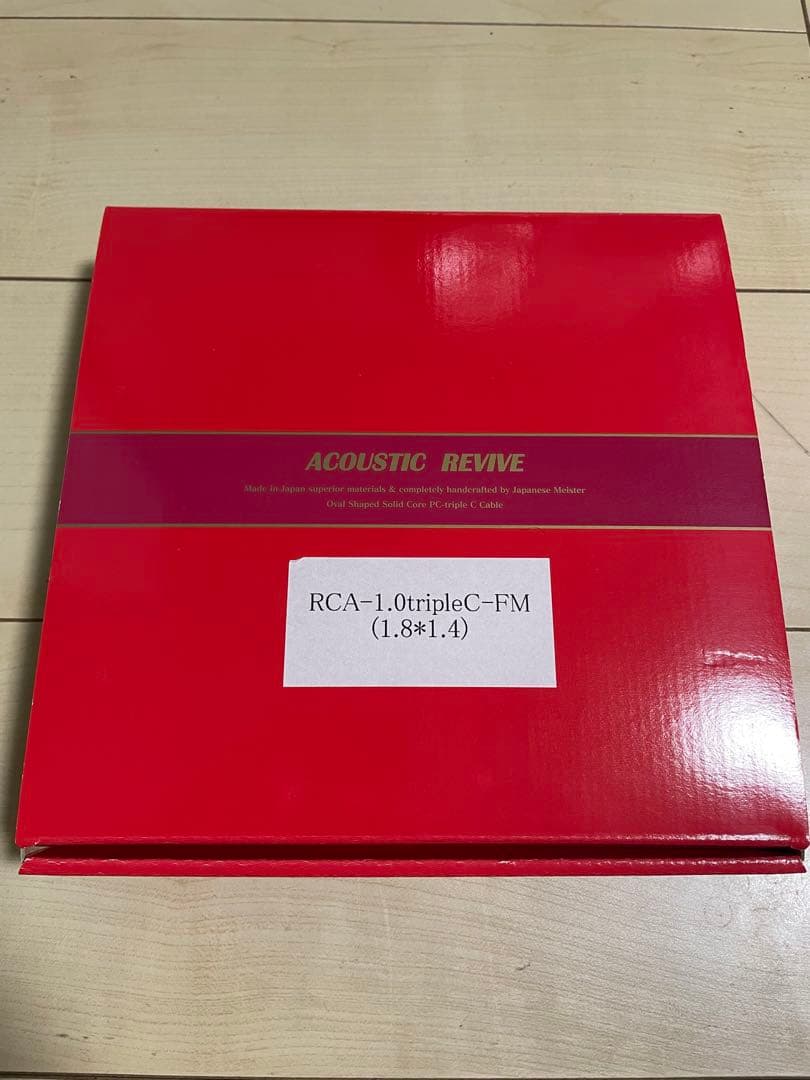 ACOUSTIC REVIVE
Made in Japan superior materials & completely handcrafted by Japanese Meister
Oval Shaped Solid Core PC-triple C Cable
RCA-1.0tripleC-FM
(1.8*1.4)